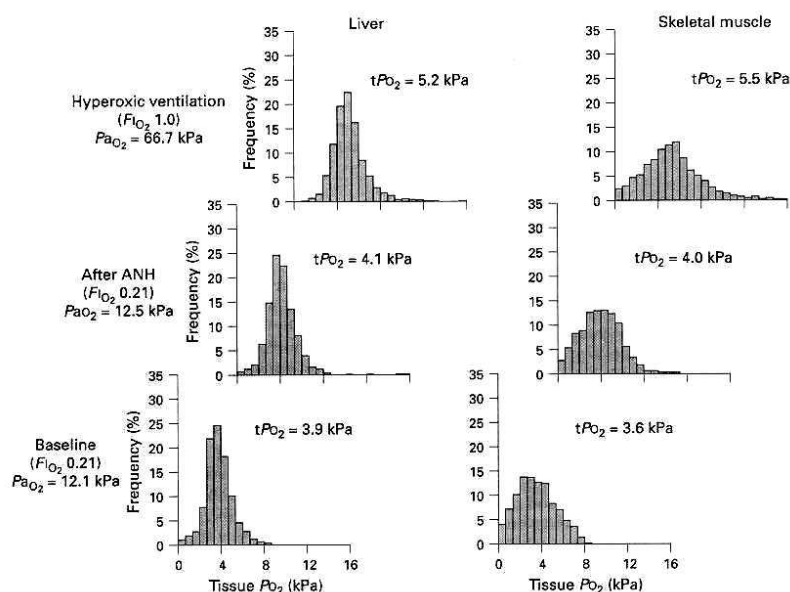 Liver
Skeletal muscle
Hyperoxic ventilation
(FIO2 1.0)
PaO2 = 66.7 kPa
Frequency (%)
35
30
25
20
15
10
5
0
tPO2 = 5.2 kPa
35
30
25
20
15
10
5
0
tPO2 = 5.5 kPa
After ANH
(FIO2 0.21)
PaO2 = 12.5 kPa
Frequency (%)
35
30
25
20
15
10
5
0
tPO2 = 4.1 kPa
35
30
25
20
15
10
5
0
tPO2 = 4.0 kPa
Baseline
(FIO2 0.21)
PaO2 = 12.1 kPa
Frequency (%)
35
30
25
20
15
10
5
0
tPO2 = 3.9 kPa
0 4 8 12 16
Tissue PO2 (kPa)
35
30
25
20
15
10
5
0
tPO2 = 3.6 kPa
0 4 8 12 16
Tissue PO2 (kPa)